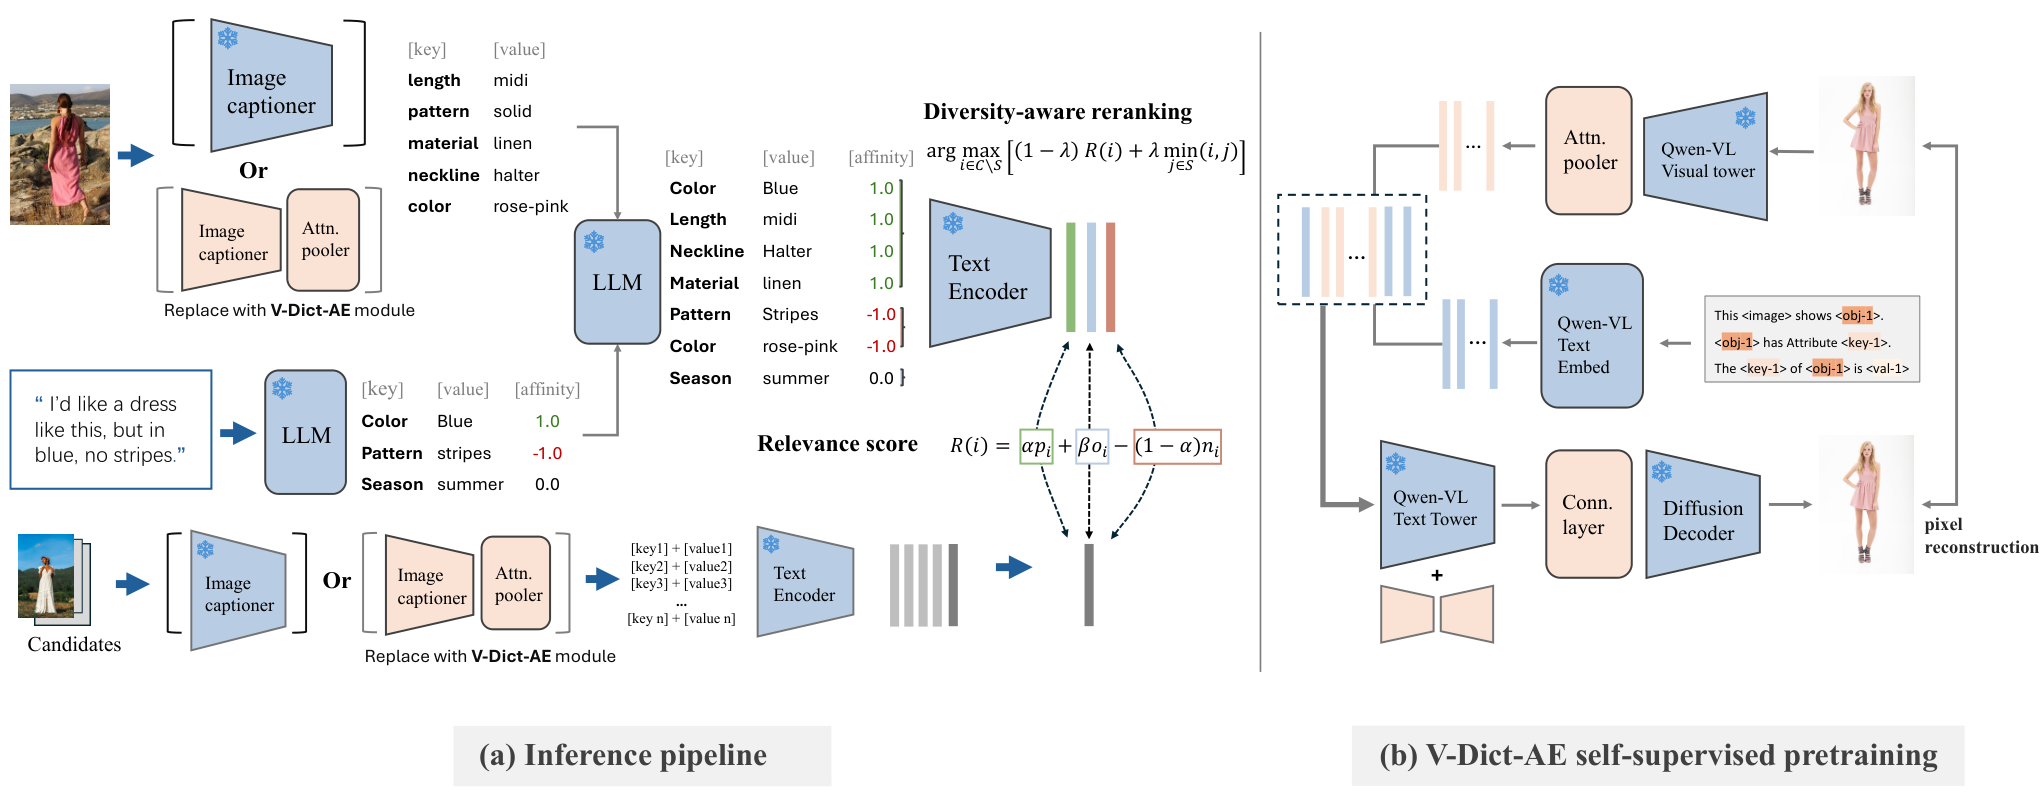 Image
captioner
Or
Image
captioner
Attn.
pooler
Replace with V-Dict-AE module
[key] [value]
length midi
pattern solid
material linen
neckline halter
color rose-pink
“ I’d like a dress
like this, but in
blue, no stripes.”
LLM
[key] [value] [affinity]
Color Blue 1.0
Pattern stripes -1.0
Season summer 0.0
LLM
[key] [value] [affinity]
Color Blue 1.0
Length midi 1.0
Neckline Halter 1.0
Material linen 1.0
Pattern Stripes -1.0
Color rose-pink -1.0
Season summer 0.0
Diversity-aware reranking
arg max_{i∈C\S} [(1 − λ) R(i) + λ min_{j∈S}(i, j)]
Text
Encoder
Relevance score R(i) = αp_i + βo_i − (1 − α)n_i
Candidates
Image
captioner
Or
Image
captioner
Attn.
pooler
Replace with V-Dict-AE module
[key1] + [value1]
[key2] + [value2]
[key3] + [value3]
...
[key n] + [value n]
Text
Encoder
(a) Inference pipeline
...
Attn.
pooler
Qwen-VL
Visual tower
...
...
Qwen-VL
Text
Embed
This <image> shows <obj-1>.
<obj-1> has Attribute <key-1>.
The <key-1> of <obj-1> is <val-1>
Qwen-VL
Text Tower
+
Conn.
layer
Diffusion
Decoder
pixel
reconstruction
(b) V-Dict-AE self-supervised pretraining